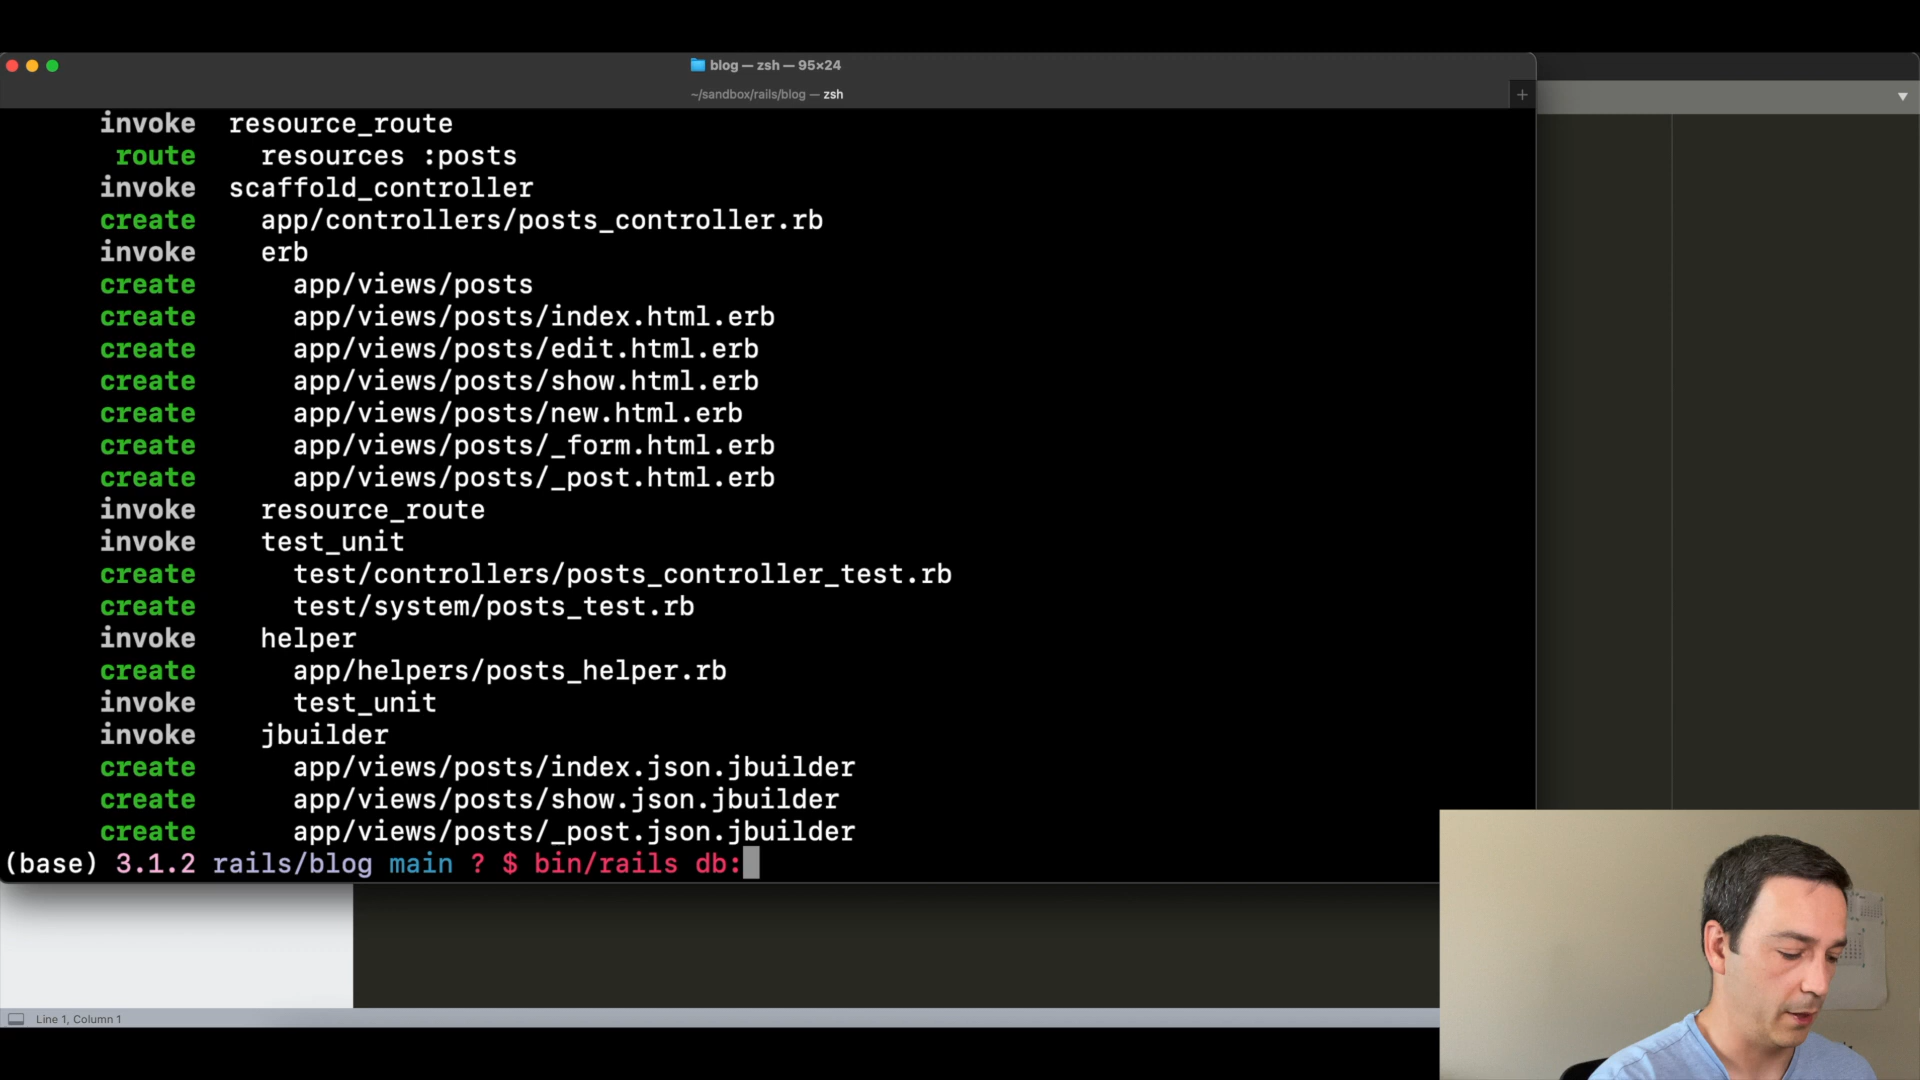 blog — zsh — 95×24
~/sandbox/rails/blog — zsh
invoke resource_route
route resources :posts
invoke scaffold_controller
create app/controllers/posts_controller.rb
invoke erb
create app/views/posts
create app/views/posts/index.html.erb
create app/views/posts/edit.html.erb
create app/views/posts/show.html.erb
create app/views/posts/new.html.erb
create app/views/posts/_form.html.erb
create app/views/posts/_post.html.erb
invoke resource_route
invoke test_unit
create test/controllers/posts_controller_test.rb
create test/system/posts_test.rb
invoke helper
create app/helpers/posts_helper.rb
invoke test_unit
invoke jbuilder
create app/views/posts/index.json.jbuilder
create app/views/posts/show.json.jbuilder
create app/views/posts/_post.json.jbuilder
(base) 3.1.2 rails/blog main ? $ bin/rails db:
Line 1, Column 1